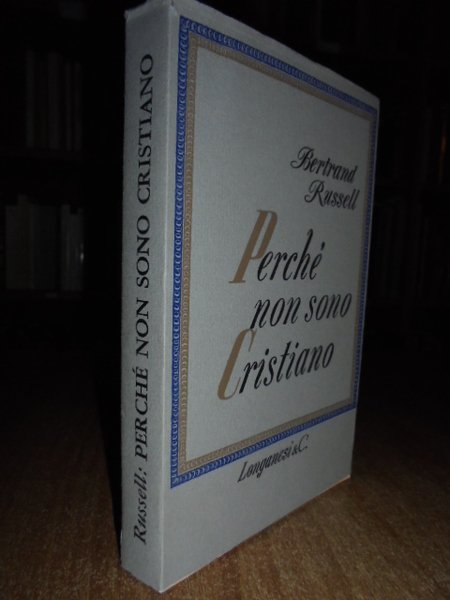 Russell: PERCHÉ NON SONO CRISTIANO
Bertrand
Russell
Perché
non sono
Cristiano
Longanesi & C.